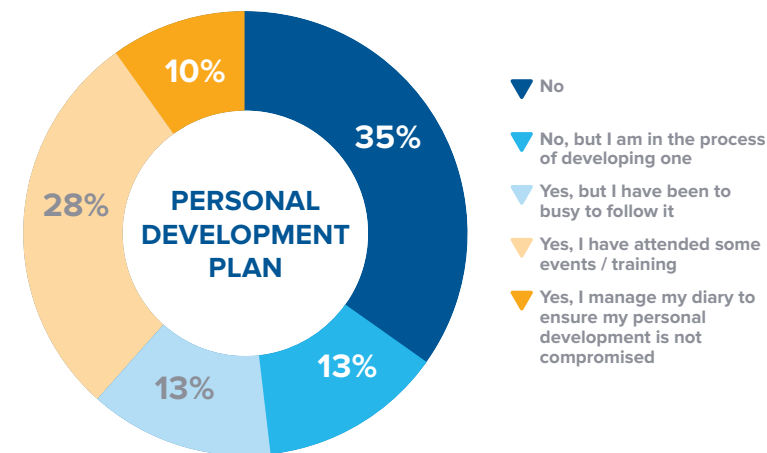 10%
35%
28%
PERSONAL
DEVELOPMENT
PLAN
13%
13%
No
No, but I am in the process
of developing one
Yes, but I have been to
busy to follow it
Yes, I have attended some
events / training
Yes, I manage my diary to
ensure my personal
development is not
compromised